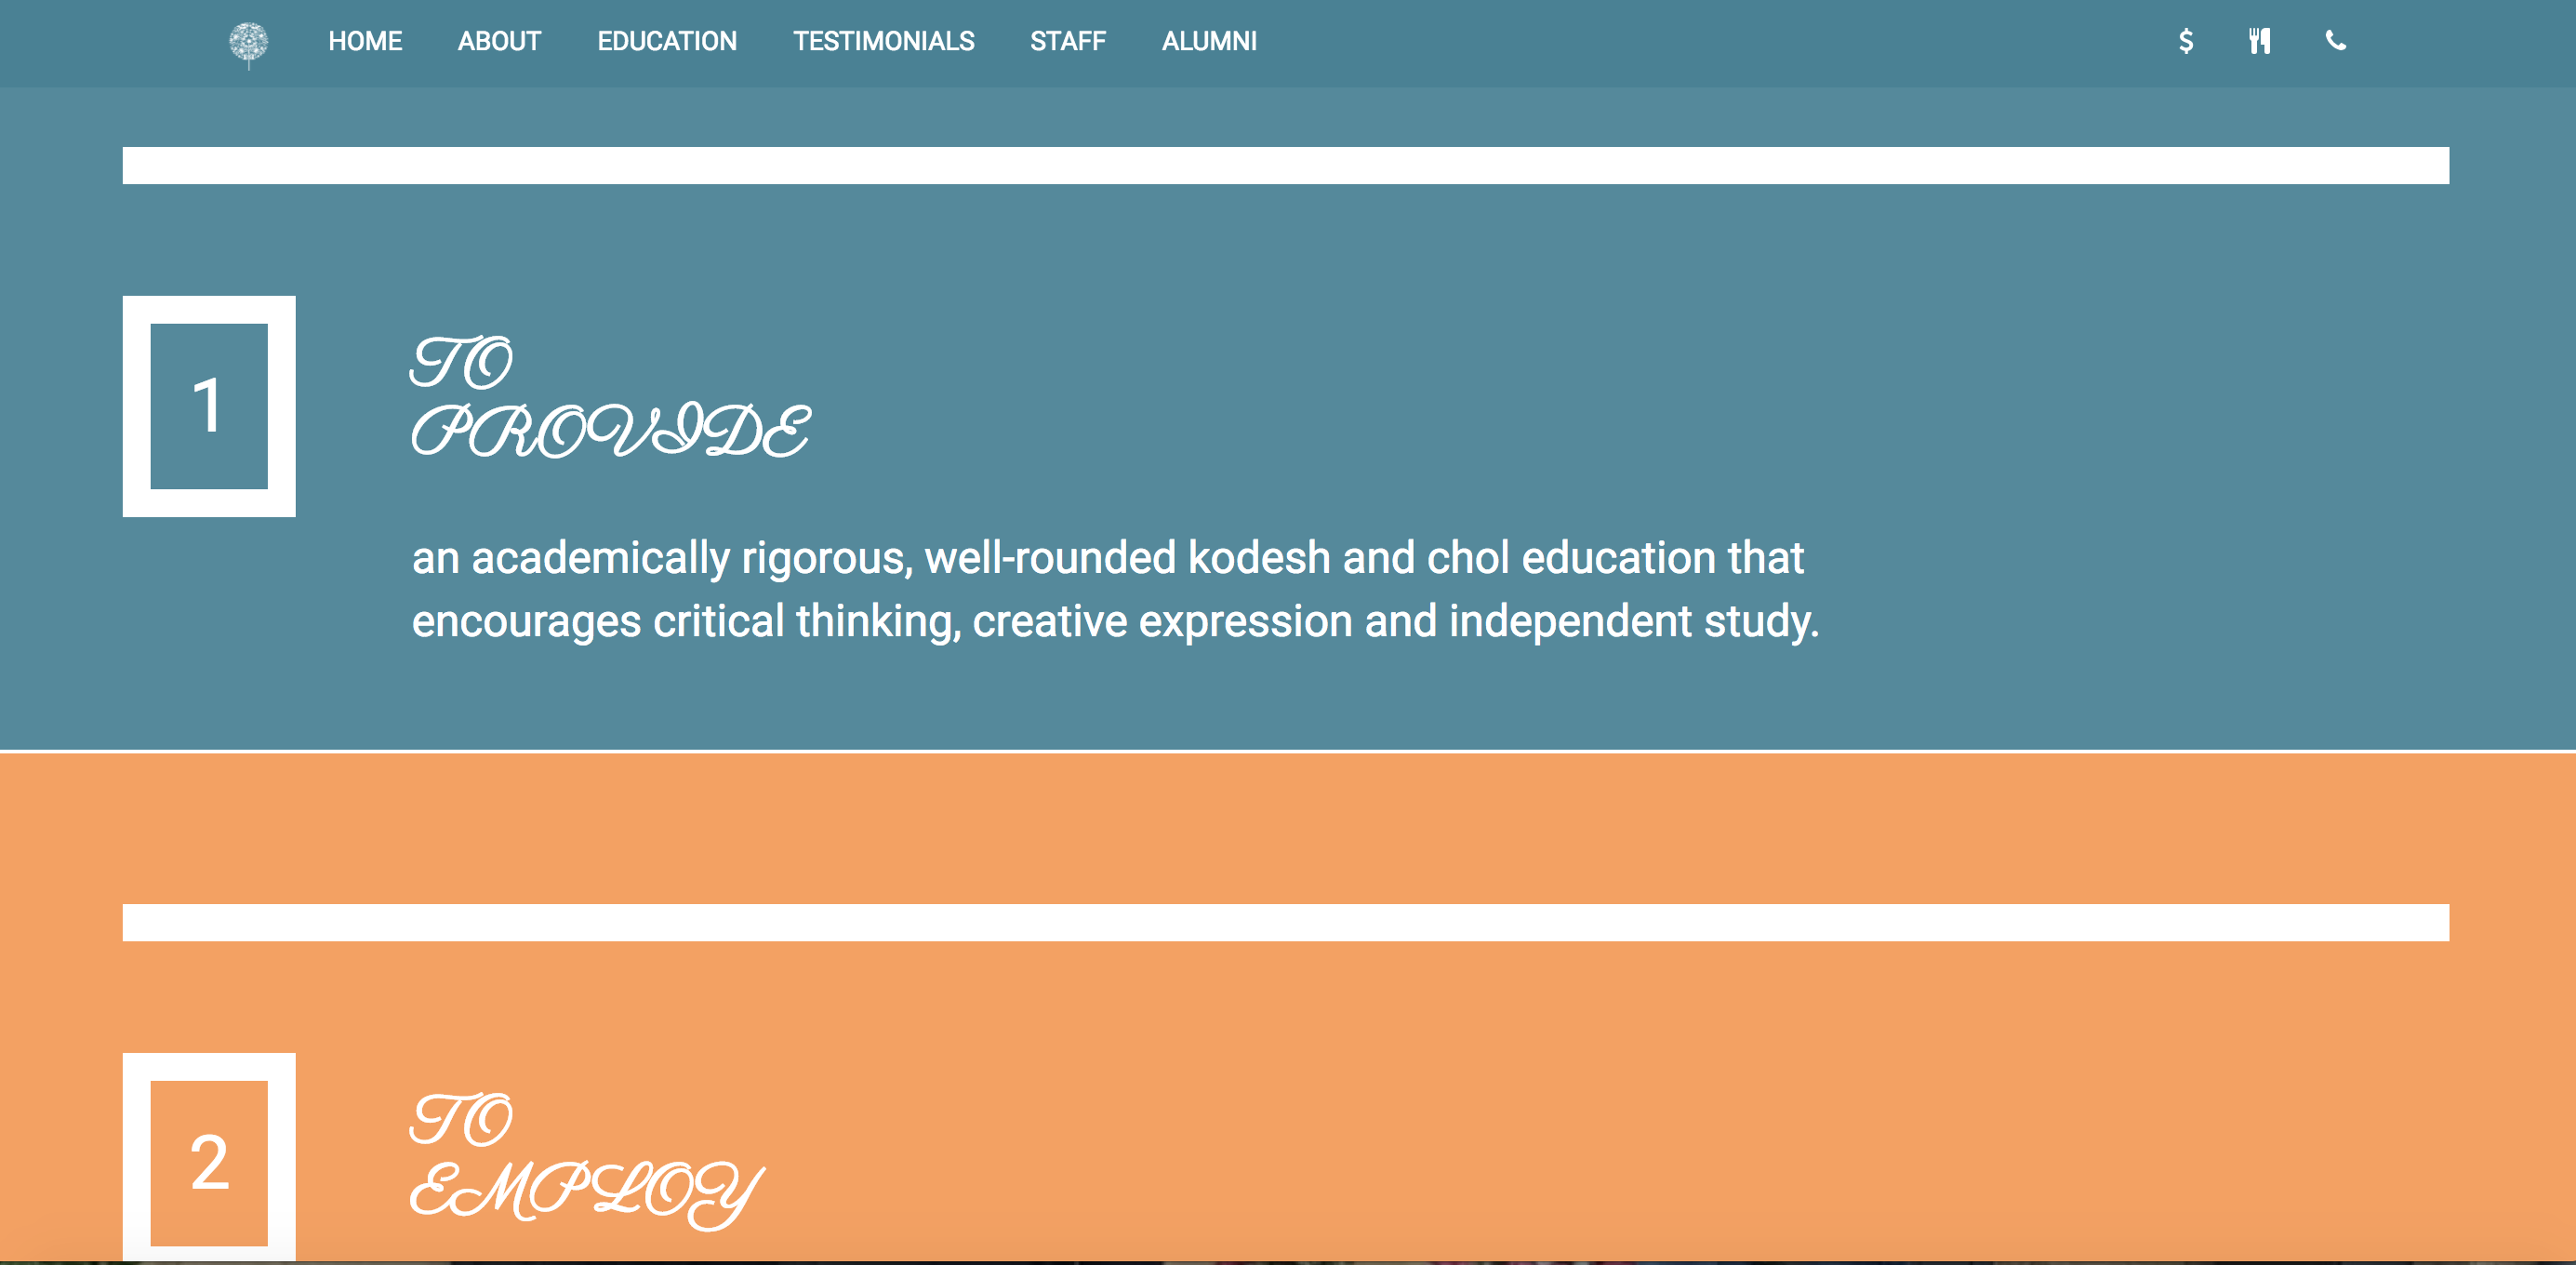 HOME ABOUT EDUCATION TESTIMONIALS STAFF ALUMNI $
1
TO
PROVIDE
an academically rigorous, well-rounded kodesh and chol education that
encourages critical thinking, creative expression and independent study.
2
TO
EMPLOY